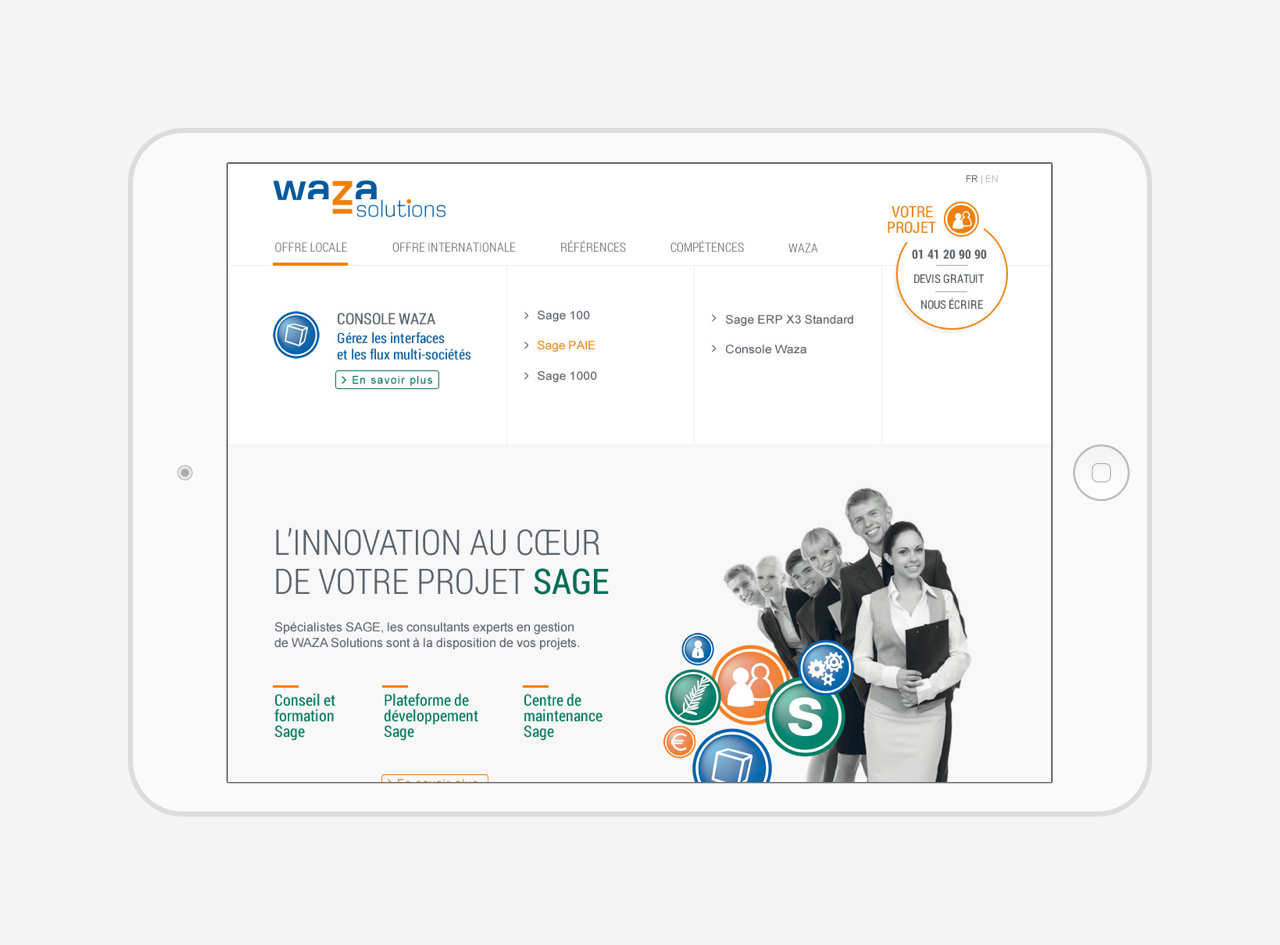 waza
solutions
FR | EN
VOTRE
PROJET
01 41 20 90 90
DEVIS GRATUIT
NOUS ÉCRIRE
OFFRE LOCALE
OFFRE INTERNATIONALE
RÉFÉRENCES
COMPÉTENCES
WAZA
CONSOLE WAZA
Gérez les interfaces
et les flux multi-sociétés
> En savoir plus
> Sage 100
> Sage PAIE
> Sage 1000
> Sage ERP X3 Standard
> Console Waza
L'INNOVATION AU CŒUR
DE VOTRE PROJET SAGE
Spécialistes SAGE, les consultants experts en gestion
de WAZA Solutions sont à la disposition de vos projets.
Conseil et
formation
Sage
Plateforme de
développement
Sage
Centre de
maintenance
Sage
> En savoir plus
S
€